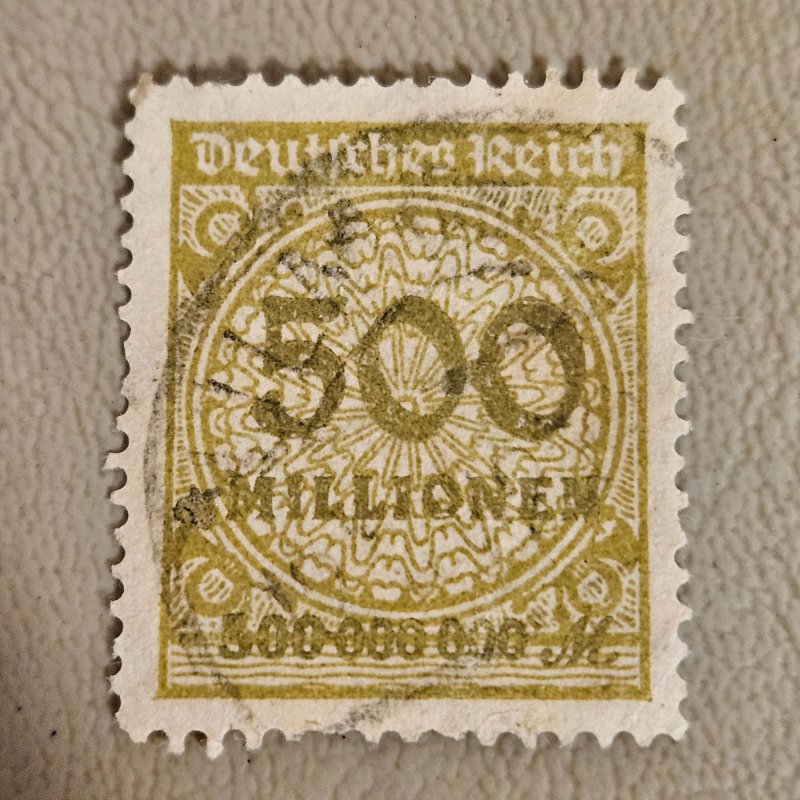 Deutsches Reich
500
MILLIONEN
500 000 000 M.